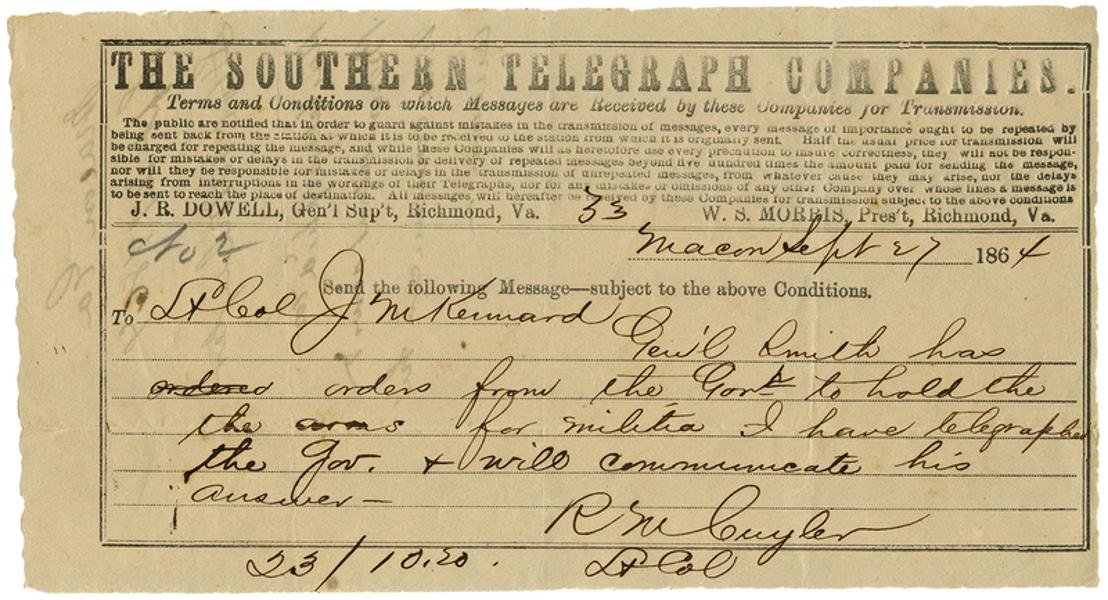 THE SOUTHERN TELEGRAPH COMPANIES.
Terms and Conditions on which Messages are Received by these Companies for Transmission.
The public are notified that in order to guard against mistakes in the transmission of messages, every message of importance ought to be repeated by
being sent back from the station at which it is to be received to the station from which it is originally sent. Half the usual price for transmission will
be charged for repeating the message, and while these Companies will as heretofore use every precaution to insure correctness, they will not be respon-
sible for mistakes or delays in the transmission or delivery of repeated messages beyond five hundred times the amount paid for sending the message,
nor will they be responsible for mistakes or delays in the transmission of unrepeated messages, from whatever cause they may arise, nor the delays
arising from interruptions in the workings of their Telegraphs, nor for an mistakes or omissions of any other Company over whose lines a message is
to be sent to reach the place of destination. All messages will hereafter be received by these Companies for transmission subject to the above conditions
J. R. DOWELL, Gen'l Sup't, Richmond, Va. 33 W. S. MORRIS, Pres't, Richmond, Va.
No 2
Macon Sept 27 1864
Send the following Message—subject to the above Conditions.
To Lt Col J M Kennard
Gen'l Smith has
ordered orders from the Govr to hold the
the arms for militia I have telegraphed
the Gov. & will communicate his
answer—
R M Cuyler
23/10.20. Lt Col